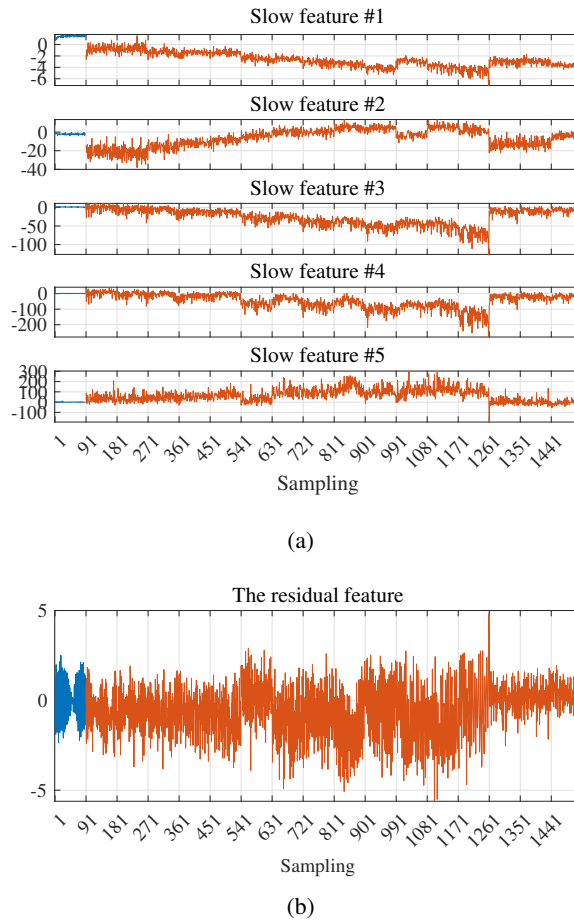 Slow feature #1
0
-2
-4
-6
Slow feature #2
0
-20
-40
Slow feature #3
0
-50
-100
Slow feature #4
0
-100
-200
Slow feature #5
300
200
100
0
-100
1 91 181 271 361 451 541 631 721 811 901 991 1081 1171 1261 1351 1441
Sampling
(a)
The residual feature
5
0
-5
1 91 181 271 361 451 541 631 721 811 901 991 1081 1171 1261 1351 1441
Sampling
(b)